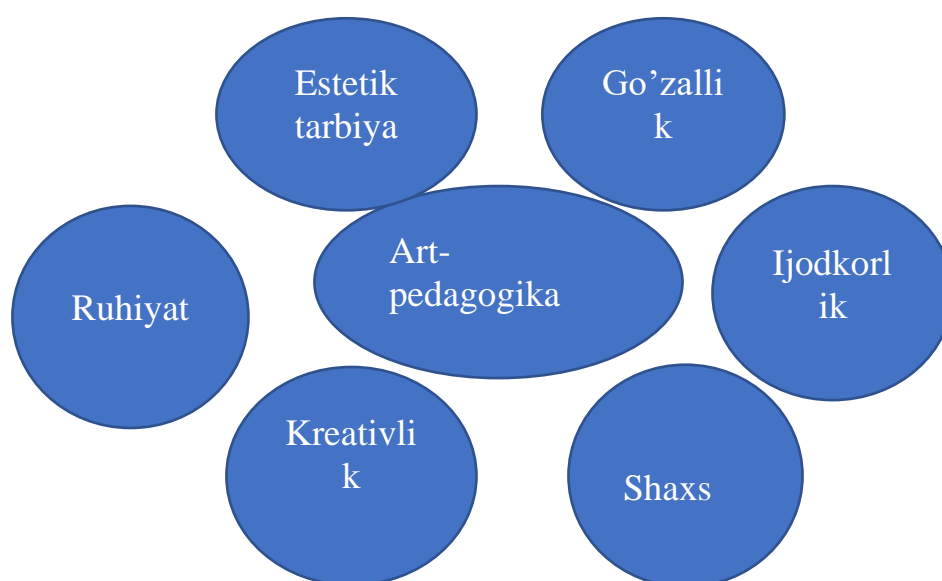 Estetik
tarbiya
Go’zalli
k
Art-
pedagogika
Ijodkorl
ik
Ruhiyat
Kreativli
k
Shaxs